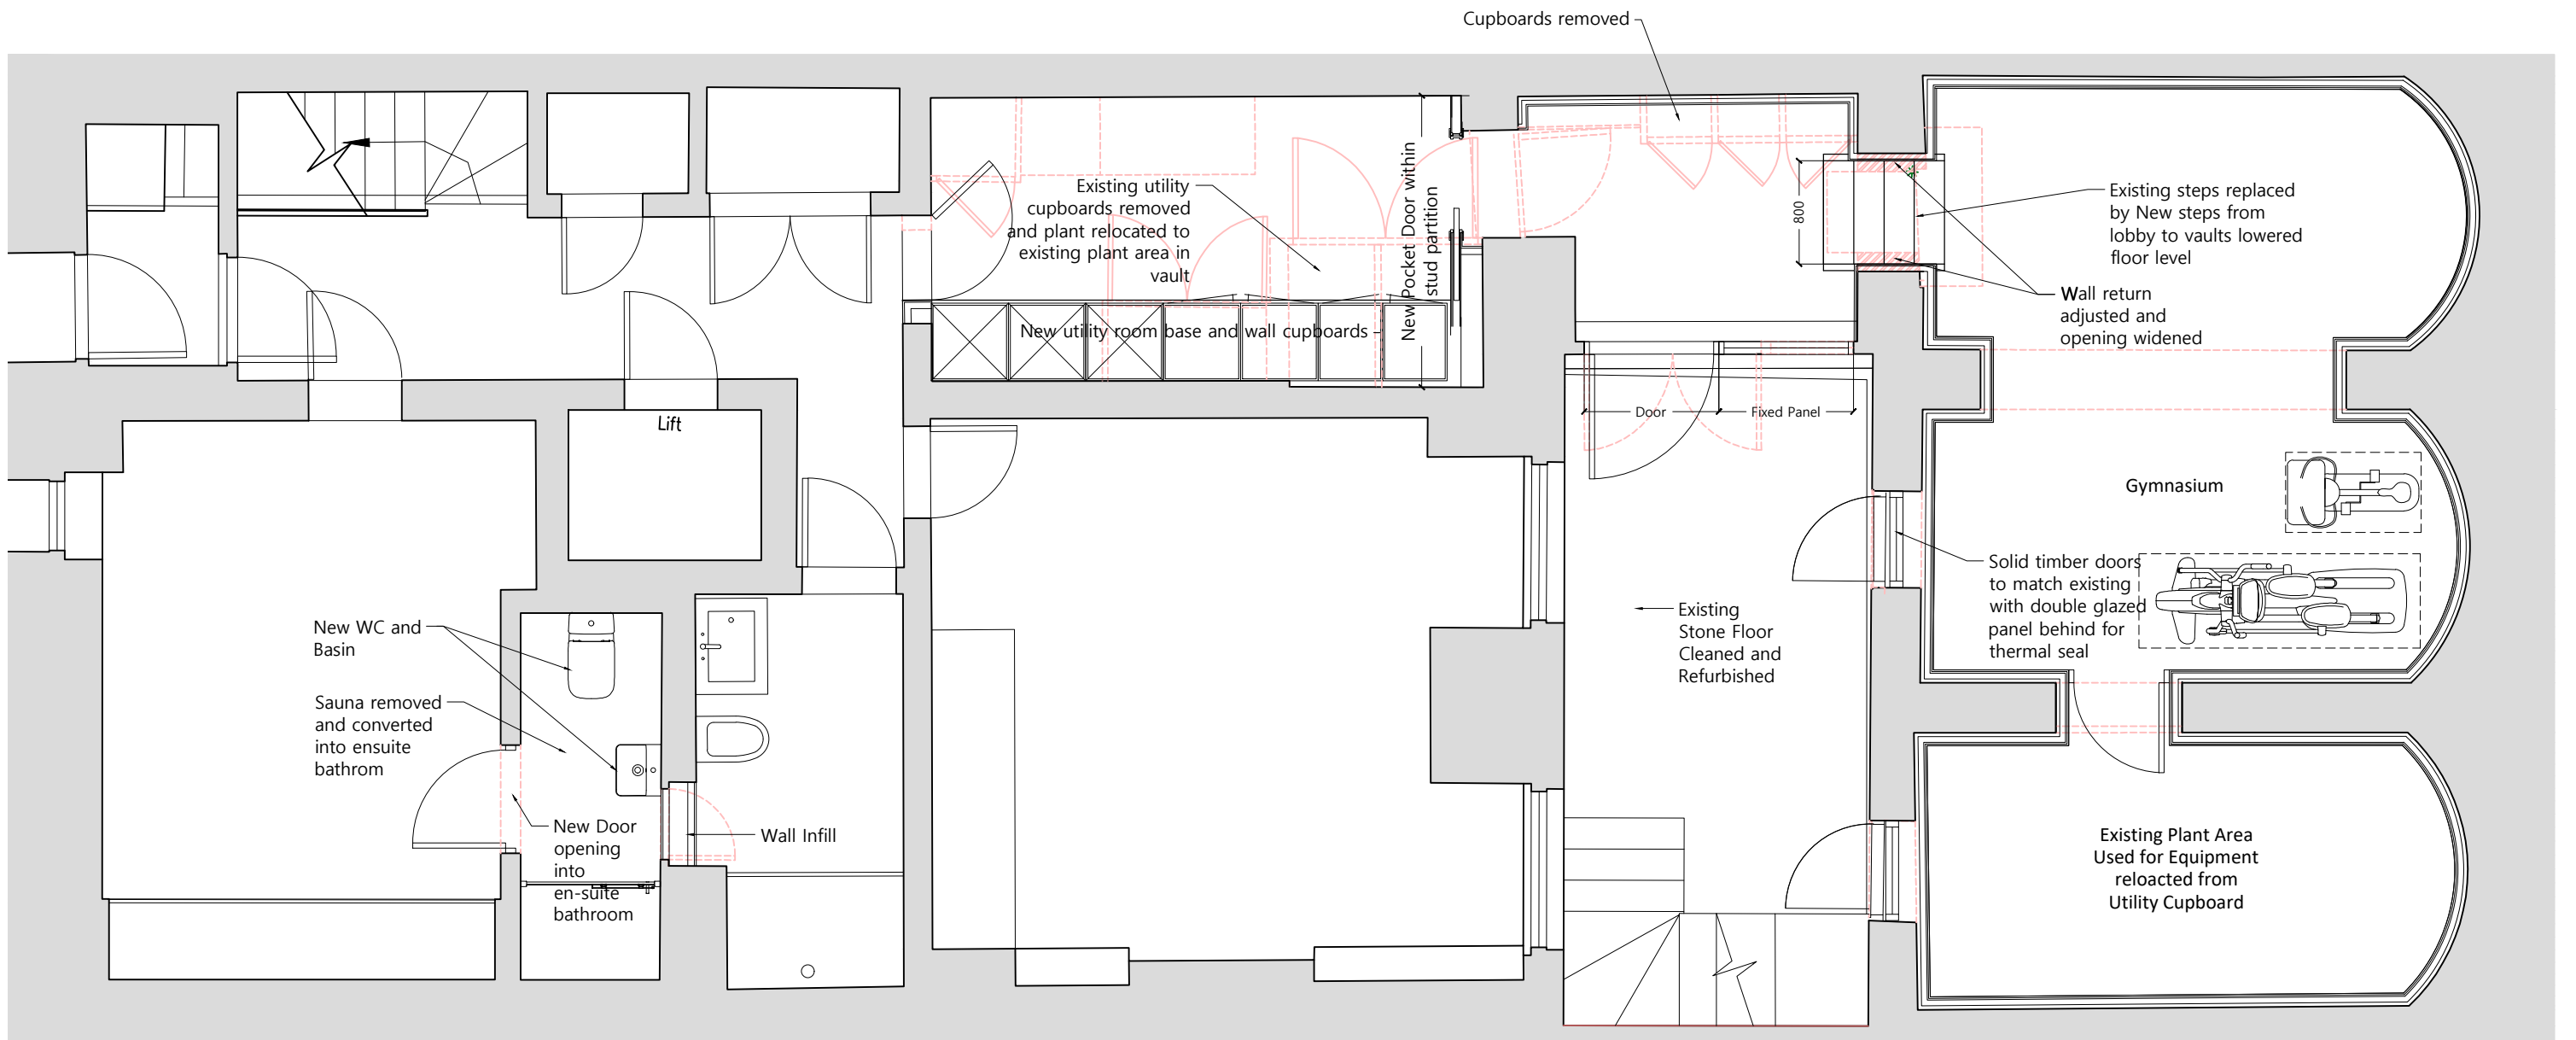 Cupboards removed
Existing utility
cupboards removed
and plant relocated to
existing plant area in
vault
New Pocket Door within
stud partition
800
Existing steps replaced
by New steps from
lobby to vaults lowered
floor level
Wall return
adjusted and
opening widened
New utility room base and wall cupboards
Door
Fixed Panel
Lift
Gymnasium
Solid timber doors
to match existing
with double glazed
panel behind for
thermal seal
Existing
Stone Floor
Cleaned and
Refurbished
New WC and
Basin
Sauna removed
and converted
into ensuite
bathrom
New Door
opening
into
en-suite
bathroom
Wall Infill
Existing Plant Area
Used for Equipment
reloacted from
Utility Cupboard